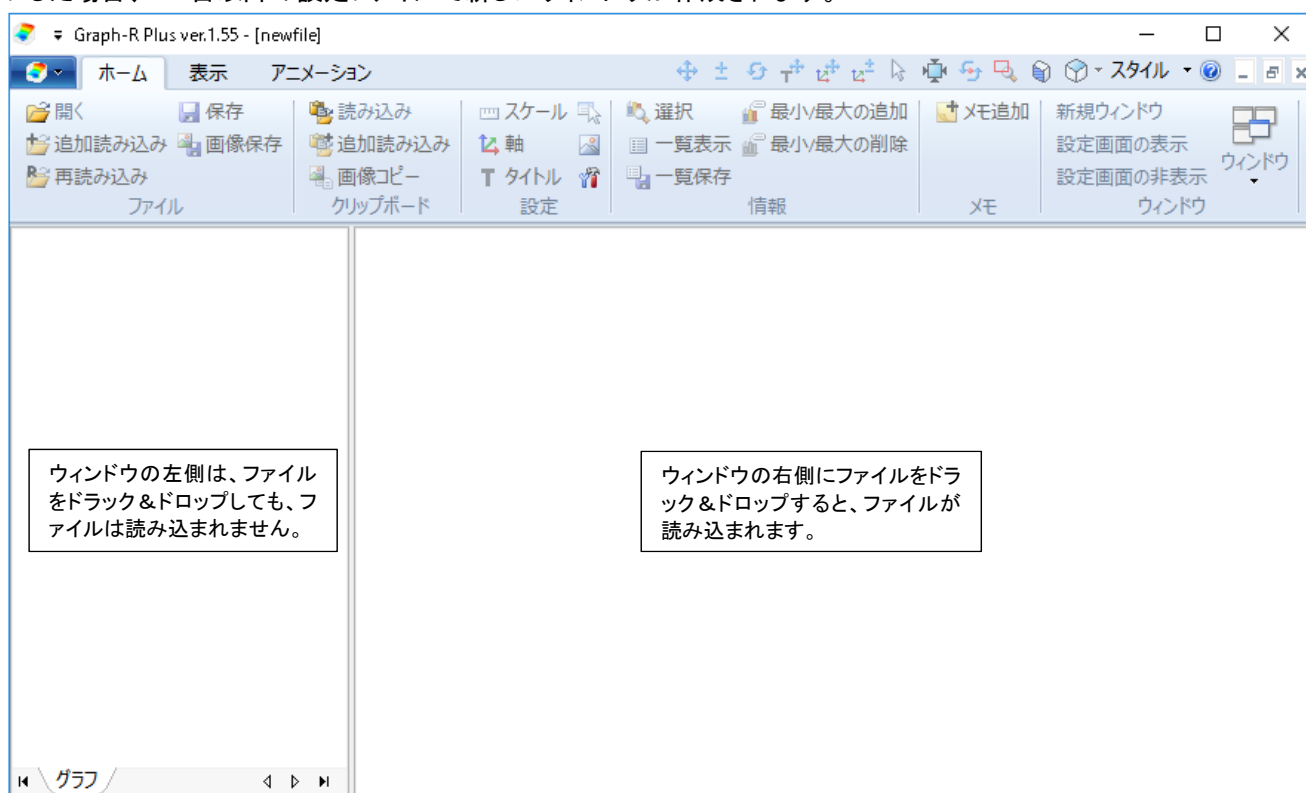 Graph-R Plus ver.1.55 - [newfile]
ホーム 表示 アニメーション スタイル
開く 保存 読み込み スケール 選択 最小/最大の追加 メモ追加 新規ウィンドウ
追加読み込み 画像保存 追加読み込み 軸 一覧表示 最小/最大の削除 設定画面の表示
再読み込み 画像コピー T タイトル 一覧保存 設定画面の非表示
ウィンドウ
ファイル クリップボード 設定 情報 メモ ウィンドウ
ウィンドウの左側は、ファイル
をドラック&ドロップしても、フ
ァイルは読み込まれません。
ウィンドウの右側にファイルをドラ
ック&ドロップすると、ファイルが
読み込まれます。
グラフ